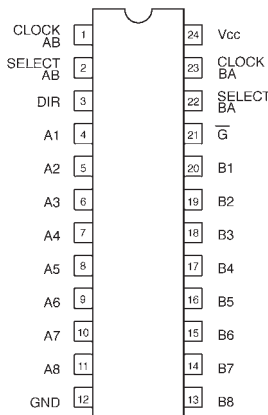 CLOCK AB 1 24 Vcc
SELECT AB 2 23 CLOCK BA
DIR 3 22 SELECT BA
A1 4 21 G̅
A2 5 20 B1
A3 6 19 B2
A4 7 18 B3
A5 8 17 B4
A6 9 16 B5
A7 10 15 B6
A8 11 14 B7
GND 12 13 B8